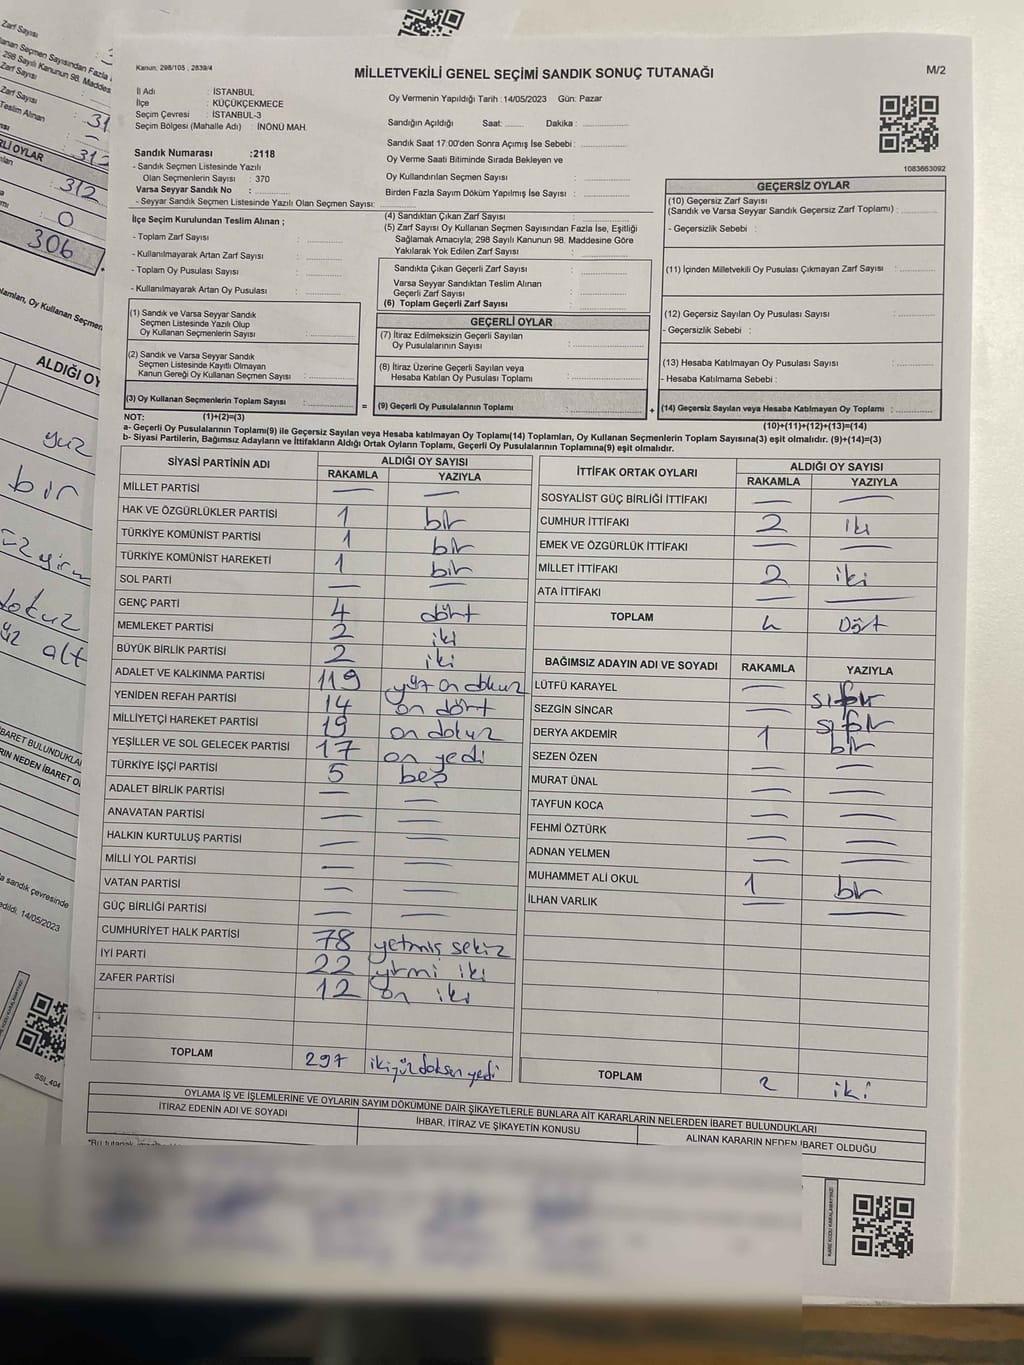 Zarf Sayısı
Zarf Sayısı
Zarf Sayısı
Teslim Alınan
31
31
312
312
0
306
ALDIĞI OY
yüz
bir
dokuz
alt
edildi. 14/05/2023
SSI_404
Kanun: 298/105 , 2839/4
MİLLETVEKİLİ GENEL SEÇİMİ SANDIK SONUÇ TUTANAĞI
M/2
İl Adı : İSTANBUL
İlçe : KÜÇÜKÇEKMECE
Seçim Çevresi : İSTANBUL-3
Seçim Bölgesi (Mahalle Adı) : İNÖNÜ MAH.
Oy Vermenin Yapıldığı Tarih :14/05/2023 Gün: Pazar
Sandığın Açıldığı Saat: Dakika :
Sandık Numarası :2118
- Sandık Seçmen Listesinde Yazılı
Olan Seçmenlerin Sayısı : 370
Varsa Seyyar Sandık No :
- Seyyar Sandık Seçmen Listesinde Yazılı Olan Seçmen Sayısı:
Sandık Saat 17:00'den Sonra Açımış İse Sebebi :
Oy Verme Saati Bitiminde Sırada Bekleyen ve
Oy Kullandırılan Seçmen Sayısı :
Birden Fazla Sayım Döküm Yapılmış İse Sayısı :
1083663092
İlçe Seçim Kurulundan Teslim Alınan ;
- Toplam Zarf Sayısı :
- Kullanılmayarak Artan Zarf Sayısı :
- Toplam Oy Pusulası Sayısı :
- Kullanılmayarak Artan Oy Pusulası :
(1) Sandık ve Varsa Seyyar Sandık
Seçmen Listesinde Yazılı Olup
Oy Kullanan Seçmenlerin Sayısı :
(2) Sandık ve Varsa Seyyar Sandık
Seçmen Listesinde Kayıtlı Olmayan
Kanun Gereği Oy Kullanan Seçmen Sayısı :
(3) Oy Kullanan Seçmenlerin Toplam Sayısı :
(4) Sandıktan Çıkan Zarf Sayısı :
(5) Zarf Sayısı Oy Kullanan Seçmen Sayısından Fazla İse, Eşitliği
Sağlamak Amacıyla; 298 Sayılı Kanunun 98. Maddesine Göre
Yakılarak Yok Edilen Zarf Sayısı :
Sandıkta Çıkan Geçerli Zarf Sayısı :
Varsa Seyyar Sandıktan Teslim Alınan
Geçerli Zarf Sayısı :
(6) Toplam Geçerli Zarf Sayısı :
GEÇERLİ OYLAR
(7) İtiraz Edilmeksizin Geçerli Sayılan
Oy Pusulalarının Sayısı :
(8) İtiraz Üzerine Geçerli Sayılan veya
Hesaba Katılan Oy Pusulası Toplamı :
= (9) Geçerli Oy Pusulalarının Toplamı :
GEÇERSİZ OYLAR
(10) Geçersiz Zarf Sayısı
(Sandık ve Varsa Seyyar Sandık Geçersiz Zarf Toplamı) :
- Geçersizlik Sebebi :
(11) İçinden Milletvekili Oy Pusulası Çıkmayan Zarf Sayısı :
(12) Geçersiz Sayılan Oy Pusulası Sayısı :
- Geçersizlik Sebebi :
(13) Hesaba Katılmayan Oy Pusulası Sayısı :
- Hesaba Katılmama Sebebi :
+ (14) Geçersiz Sayılan veya Hesaba Katılmayan Oy Toplamı :
NOT: (1)+(2)=(3)
(10)+(11)+(12)+(13)=(14)
a- Geçerli Oy Pusulasının Toplamı(9) ile Geçersiz Sayılan veya Hesaba katılmayan Oy Toplamı(14) Toplamları, Oy Kullanan Seçmenlerin Toplam Sayısına(3) eşit olmalıdır. (9)+(14)=(3)
b- Siyasi Partilerin, Bağımsız Adayların ve İttifakların Aldığı Ortak Oyların Toplamı, Geçerli Oy Pusulalarının Toplamına(9) eşit olmalıdır.
SİYASİ PARTİNİN ADI ALDIĞI OY SAYISI
RAKAMLA YAZIYLA
MİLLET PARTİSİ — —
HAK VE ÖZGÜRLÜKLER PARTİSİ 1 bir
TÜRKİYE KOMÜNİST PARTİSİ 1 bir
TÜRKİYE KOMÜNİST HAREKETİ 1 bir
SOL PARTİ — —
GENÇ PARTİ 4 dört
MEMLEKET PARTİSİ 2 iki
BÜYÜK BİRLİK PARTİSİ 2 iki
ADALET VE KALKINMA PARTİSİ 119 yüz on dokuz
YENİDEN REFAH PARTİSİ 14 on dört
MİLLİYETÇİ HAREKET PARTİSİ 19 on dokuz
YEŞİLLER VE SOL GELECEK PARTİSİ 17 on yedi
TÜRKİYE İŞÇİ PARTİSİ 5 beş
ADALET BİRLİK PARTİSİ — —
ANAVATAN PARTİSİ — —
HALKIN KURTULUŞ PARTİSİ — —
MİLLİ YOL PARTİSİ — —
VATAN PARTİSİ — —
GÜÇ BİRLİĞİ PARTİSİ — —
CUMHURİYET HALK PARTİSİ 78 yetmiş sekiz
İYİ PARTİ 22 yirmi iki
ZAFER PARTİSİ 12 on iki
TOPLAM 297 ikiyüz doksan yedi
İTTİFAK ORTAK OYLARI ALDIĞI OY SAYISI
RAKAMLA YAZIYLA
SOSYALİST GÜÇ BİRLİĞİ İTTİFAKI — —
CUMHUR İTTİFAKI 2 iki
EMEK VE ÖZGÜRLÜK İTTİFAKI — —
MİLLET İTTİFAKI 2 iki
ATA İTTİFAKI — —
TOPLAM 4 Dört
BAĞIMSIZ ADAYIN ADI VE SOYADI RAKAMLA YAZIYLA
LÜTFÜ KARAYEL — sıfır
SEZGİN SİNCAR — sıfır
DERYA AKDEMİR 1 bir
SEZEN ÖZEN — —
MURAT ÜNAL — —
TAYFUN KOCA — —
FEHMİ ÖZTÜRK — —
ADNAN YELMEN — —
MUHAMMET ALİ OKUL 1 bir
İLHAN VARLIK — —
TOPLAM 2 iki
OYLAMA İŞ VE İŞLEMLERİNE VE OYLARIN SAYIM DÖKÜMÜNE DAİR ŞİKAYETLERLE BUNLARA AİT KARARLARIN NELERDEN İBARET BULUNDUKLARI
İTİRAZ EDENİN ADI VE SOYADI
İHBAR, İTİRAZ VE ŞİKAYETİN KONUSU
ALINAN KARARIN NEDEN İBARET OLDUĞU
KARE KODU KARALAMAYINIZ!